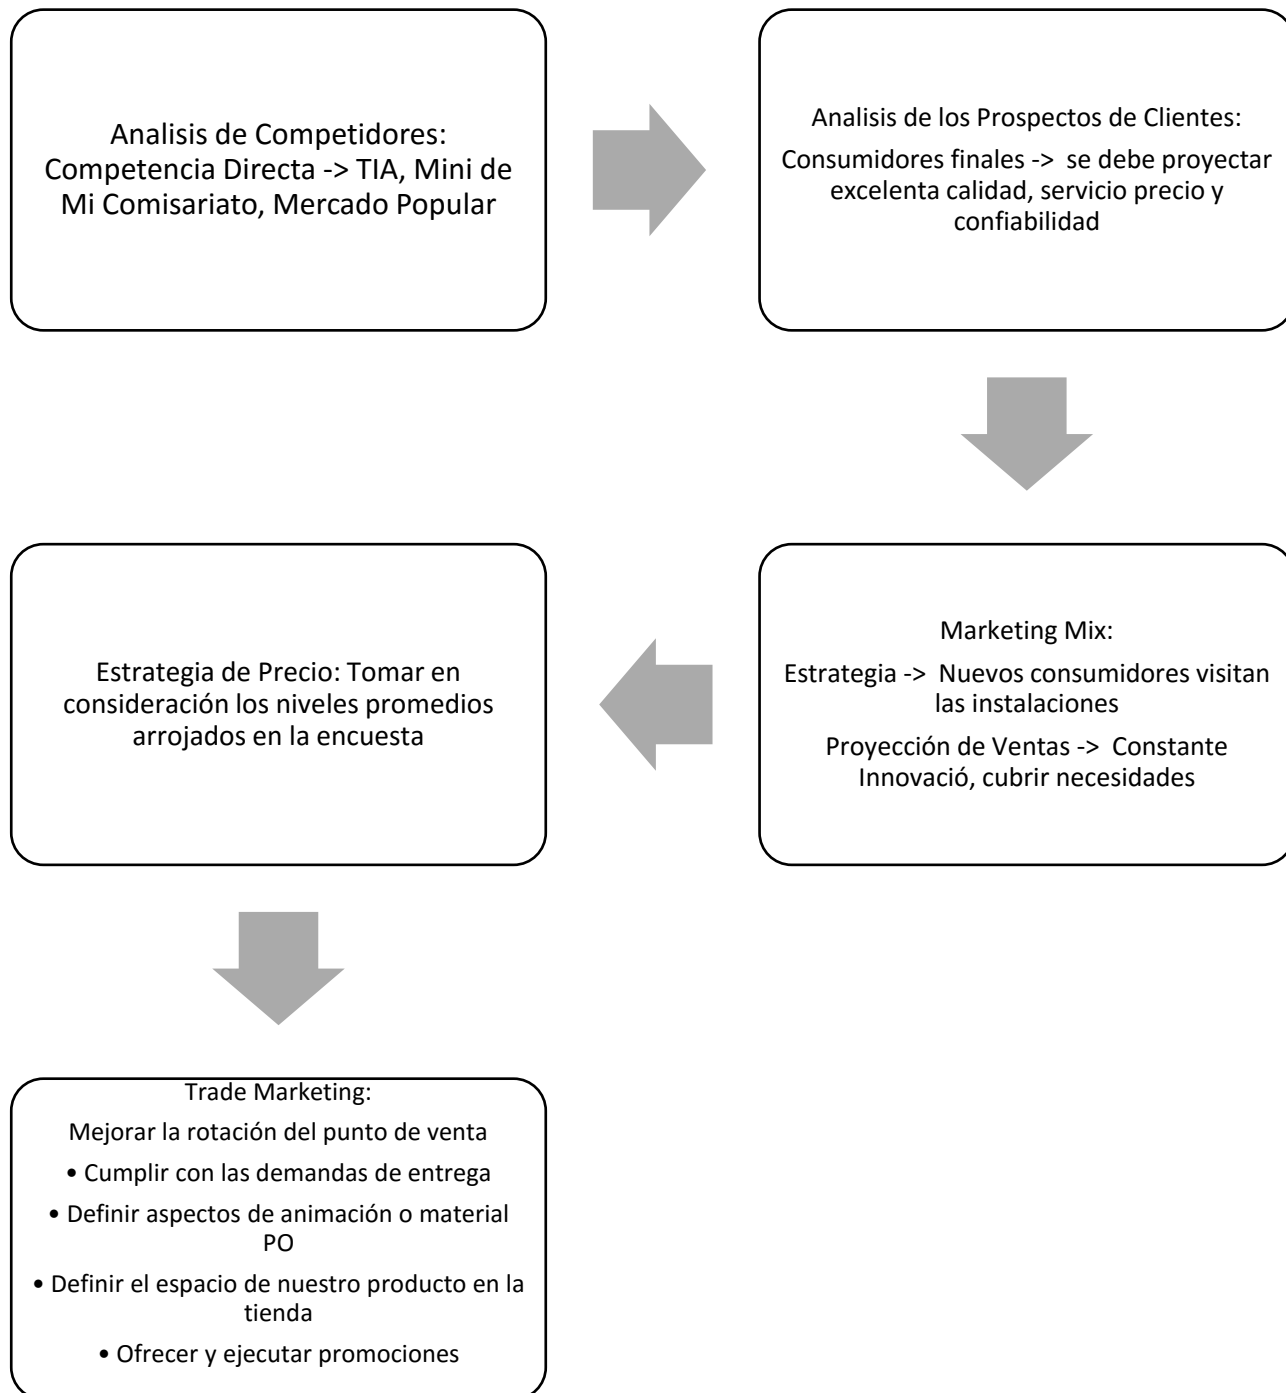 Analisis de Competidores:
Competencia Directa -> TIA, Mini de
Mi Comisariato, Mercado Popular
Analisis de los Prospectos de Clientes:
Consumidores finales -> se debe proyectar
excelenta calidad, servicio precio y
confiabilidad
Marketing Mix:
Estrategia -> Nuevos consumidores visitan
las instalaciones
Proyección de Ventas -> Constante
Innovació, cubrir necesidades
Estrategia de Precio: Tomar en
consideración los niveles promedios
arrojados en la encuesta
Trade Marketing:
Mejorar la rotación del punto de venta
• Cumplir con las demandas de entrega
• Definir aspectos de animación o material
PO
• Definir el espacio de nuestro producto en la
tienda
• Ofrecer y ejecutar promociones